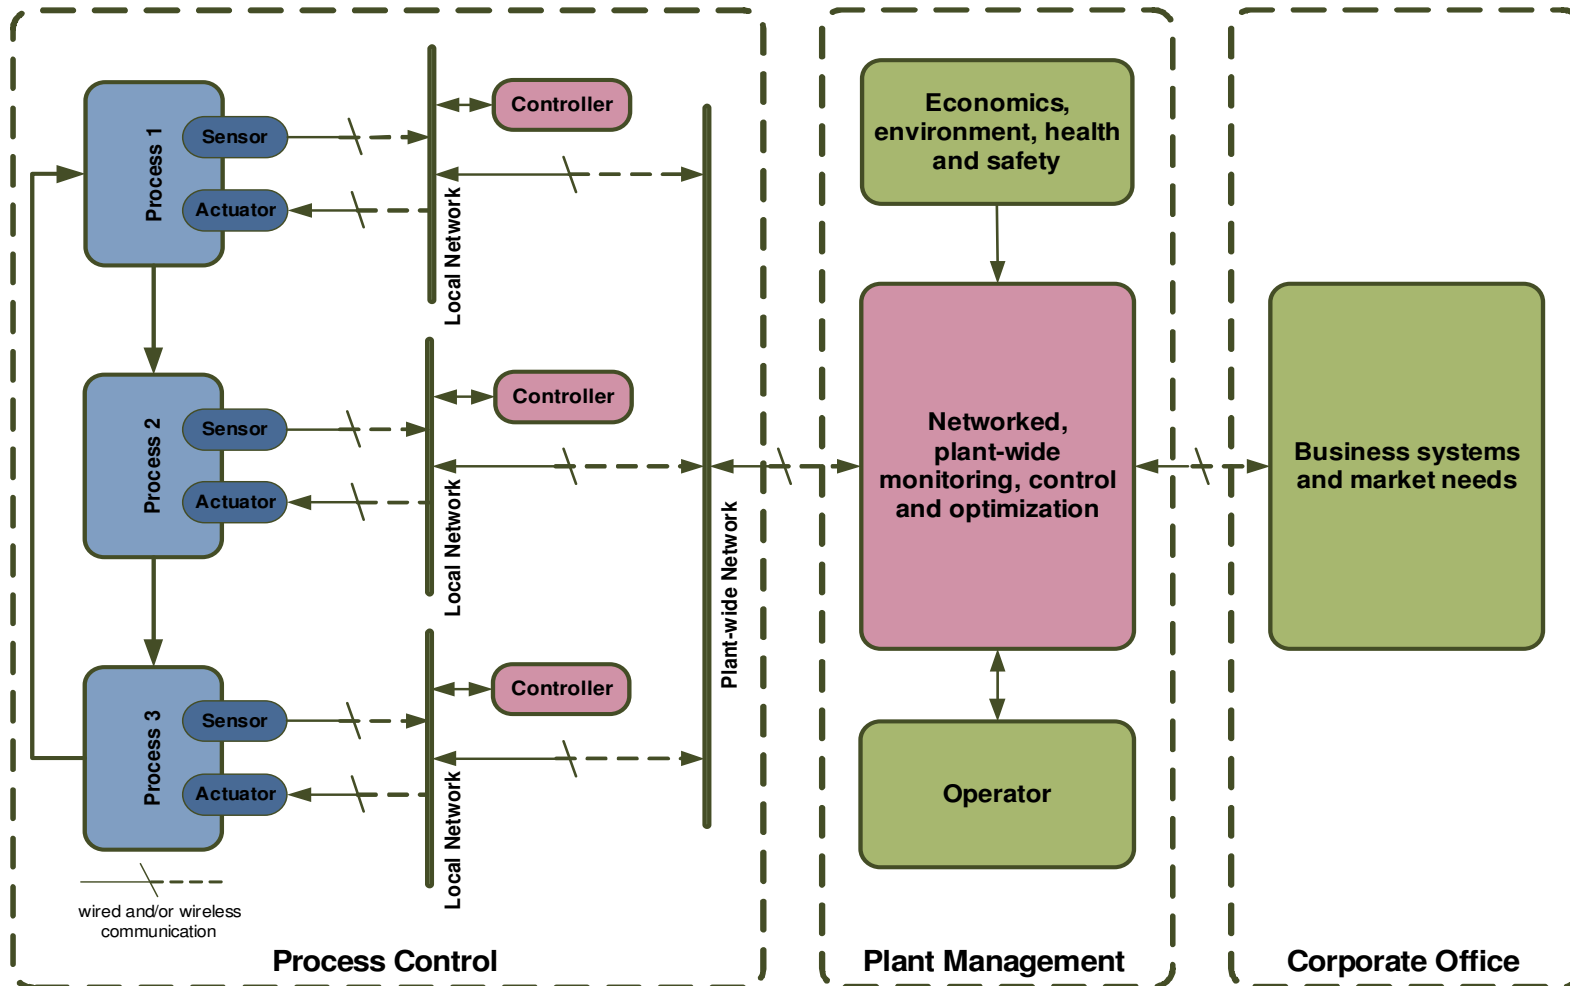 Process 1
Sensor
Actuator
Local Network
Controller
Process 2
Sensor
Actuator
Local Network
Controller
Process 3
Sensor
Actuator
Local Network
Controller
Plant-wide Network
wired and/or wireless
communication
Process Control
Economics,
environment, health
and safety
Networked,
plant-wide
monitoring, control
and optimization
Operator
Plant Management
Business systems
and market needs
Corporate Office